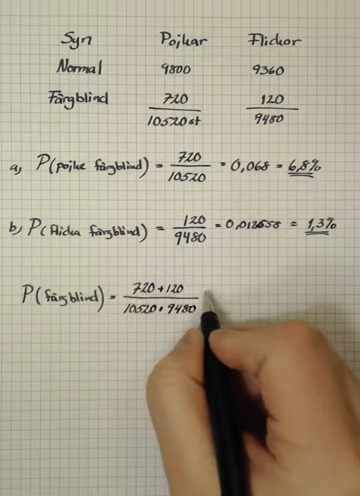 Syn Pojkar Flickor
Normal 9800 9360
Färgblind 720 120
10520 st 9480
a) P(pojke färgblind) = 720/10520 = 0,068 = 6,8%
b) P(flicka färgblind) = 120/9480 = 0,012658 = 1,3%
P(färgblind) = 720+120/10520+9480